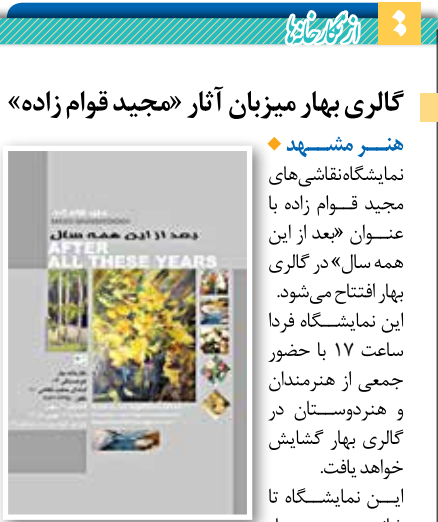 از نگارخانه‌ها
گالری بهار میزبان آثار «مجید قوام زاده»
هنر مشهد
نمایشگاه نقاشی‌های
مجید قوام زاده با
عنوان «بعد از این
همه سال» در گالری
بهار افتتاح می‌شود.
این نمایشگاه فردا
ساعت ۱۷ با حضور
جمعی از هنرمندان
و هنردوستان در
گالری بهار گشایش
خواهد یافت.
این نمایشگاه تا
بعد از این همه سال
AFTER
ALL THESE YEARS